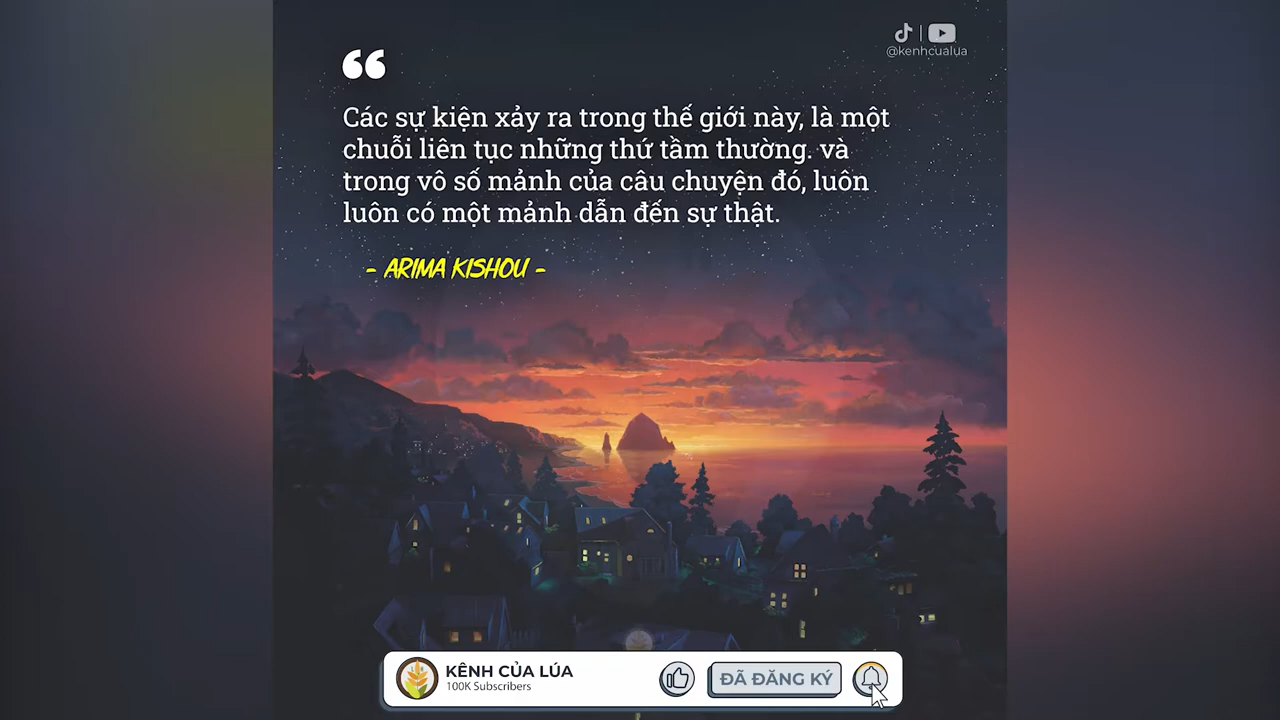 @kenhcualua
Các sự kiện xảy ra trong thế giới này, là một
chuỗi liên tục những thứ tầm thường. và
trong vô số mảnh của câu chuyện đó, luôn
luôn có một mảnh dẫn đến sự thật.
- ARIMA KISHOU -
KÊNH CỦA LÚA
100K Subscribers
ĐÃ ĐĂNG KÝ